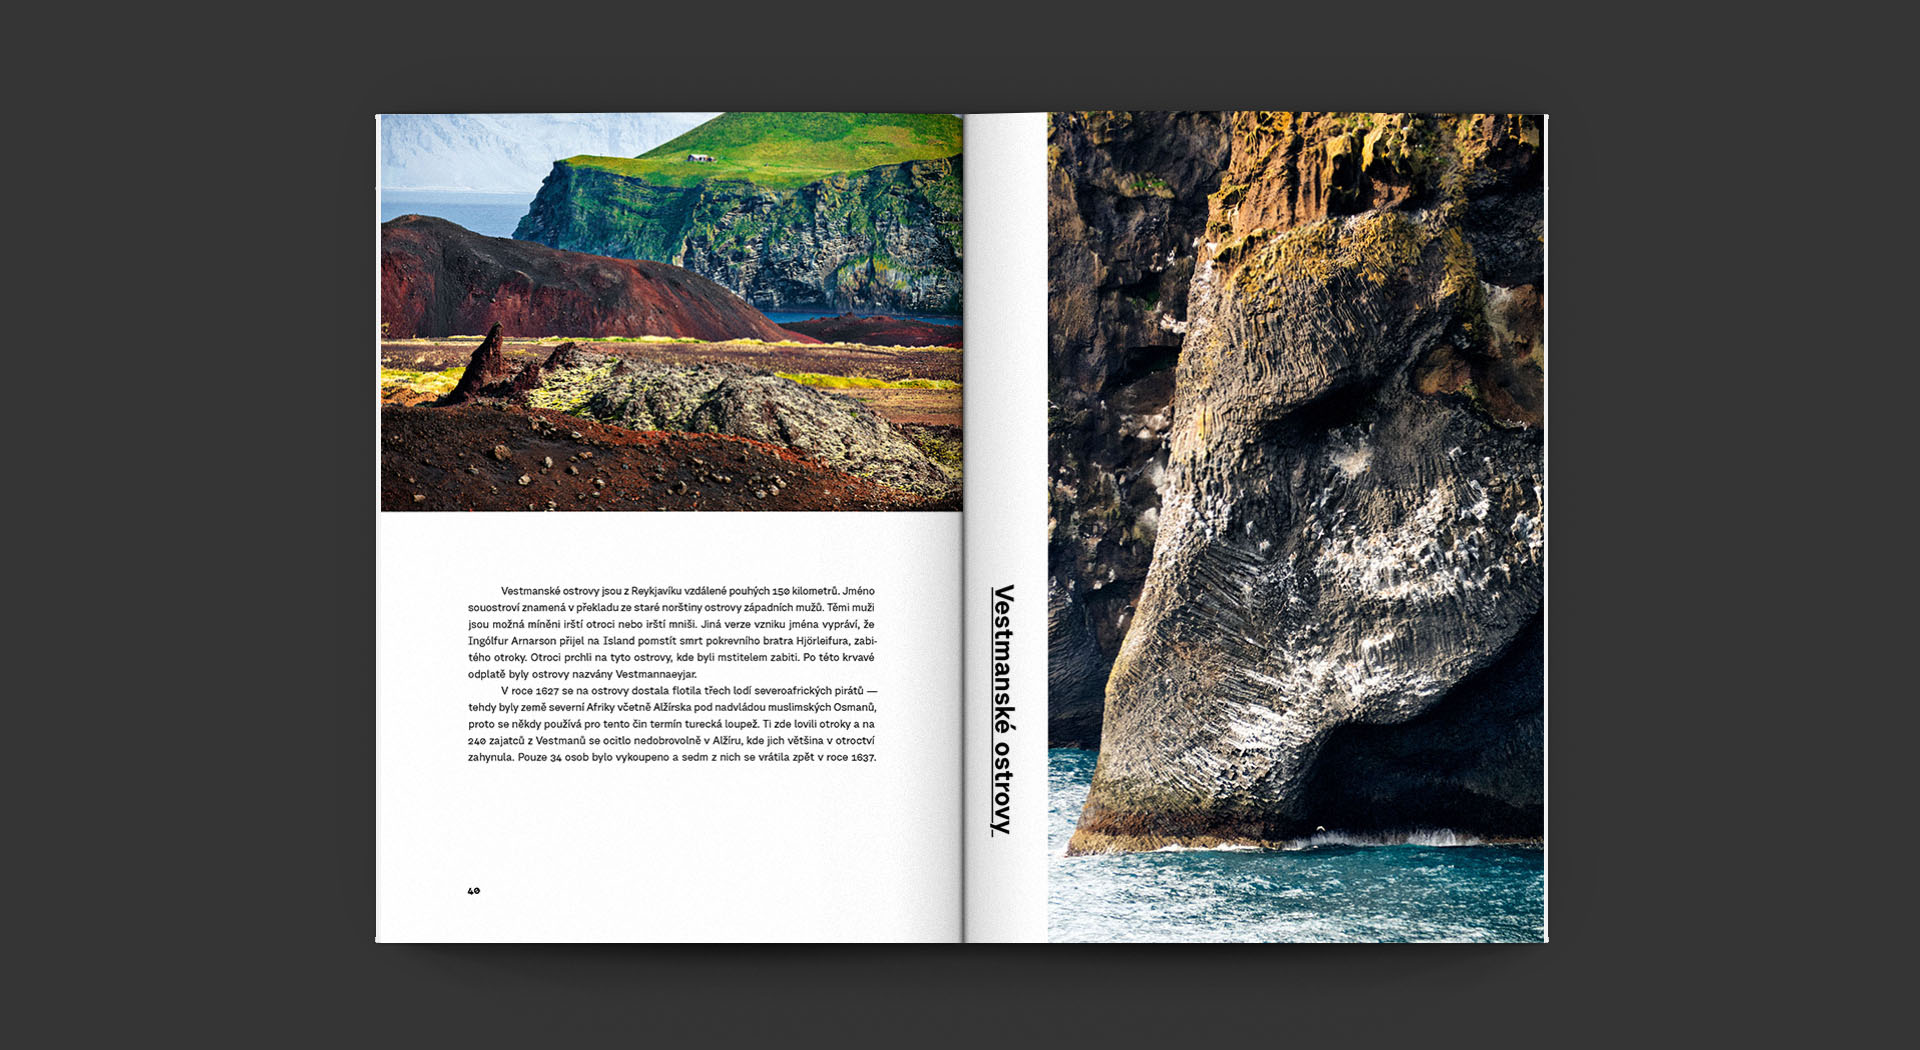 Vestmanské ostrovy jsou z Reykjavíku vzdálené pouhých 150 kilometrů. Jméno
souostroví znamená v překladu ze staré norštiny ostrovy západních mužů. Těmi muži
jsou možná míněni irští otroci nebo irští mniši. Jiná verze vzniku jména vypráví, že
Ingólfur Arnarson přijel na Island pomstít smrt pokrevního bratra Hjörleifura, zabi-
tého otroky. Otroci prchli na tyto ostrovy, kde byli mstitelem zabiti. Po této krvavé
odplatě byly ostrovy nazvány Vestmannaeyjar.
V roce 1627 se na ostrovy dostala flotila třech lodí severoafrických pirátů —
tehdy byly země severní Afriky včetně Alžírska pod nadvládou muslimských Osmanů,
proto se někdy používá pro tento čin termín turecká loupež. Ti zde lovili otroky a na
240 zajatců z Vestmanů se ocitlo nedobrovolně v Alžíru, kde jich většina v otroctví
zahynula. Pouze 34 osob bylo vykoupeno a sedm z nich se vrátila zpět v roce 1637.
40
Vestmanské ostrovy